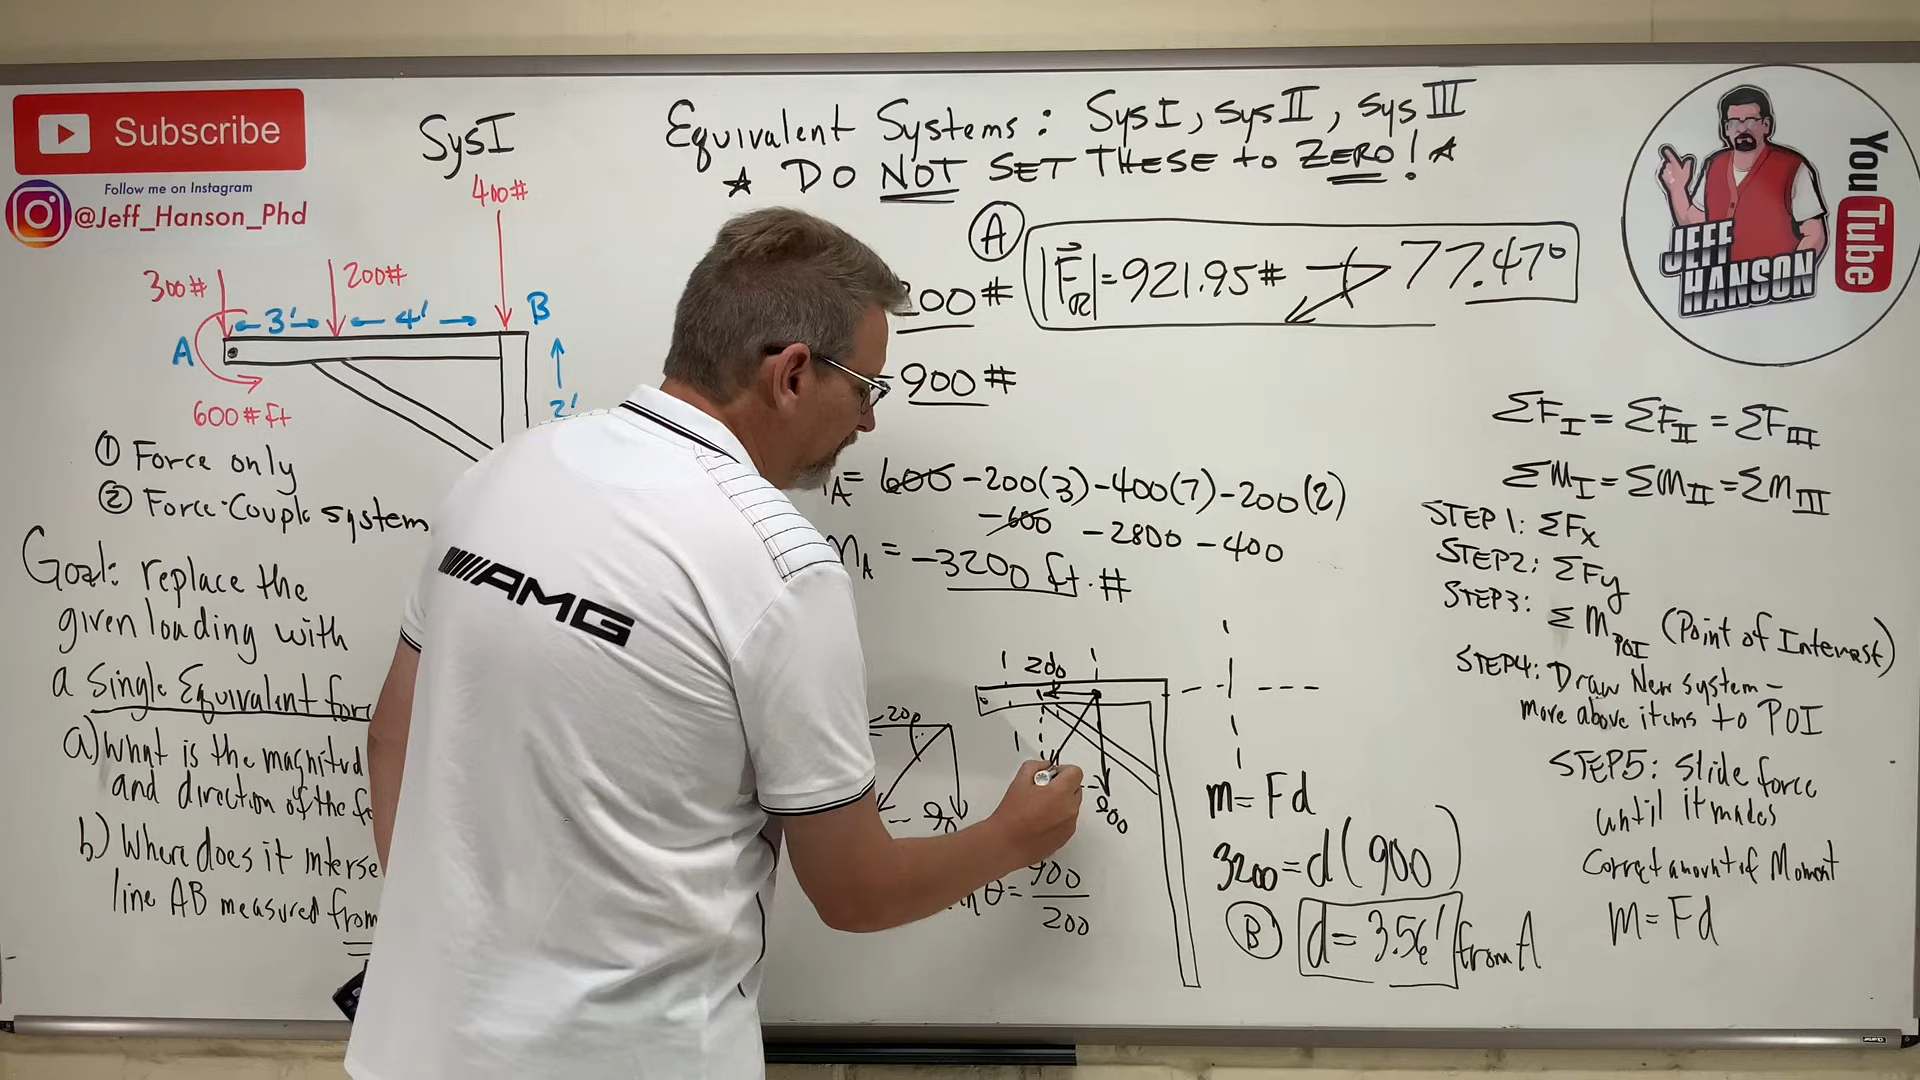 Subscribe
Follow me on Instagram
@Jeff_Hanson_Phd
SysI
Equivalent Systems: SysI, sysII, sysIII
☆ DO NOT SET THESE to ZERO! ☆
YouTube
JEFF
HANSON
400#
300#
200#
3'
4'
A
B
2'
600#ft
① Force only
② Force-Couple system
Goal: replace the
given loading with
a Single Equivalent
a) What is the
and direction of the
b) Where does it
line AB measured from
AMG
200#
900#
A
|F_R| = 921.95# 77.47°
M_A = 600 -200(3) -400(7) -200(2)
-600 -2800 -400
M_A = -3200 ft.#
200
200
900
θ = 900
200
m = Fd
3200 = d(900)
B d = 3.56' from A
ΣF_I = ΣF_II = ΣF_III
ΣM_I = ΣM_II = ΣM_III
STEP1: ΣFx
STEP2: ΣFy
STEP3: ΣM_POI (Point of Interest)
STEP4: Draw New system -
move above items to POI
STEP5: Slide force
until it makes
Correct amount of Moment
M = Fd